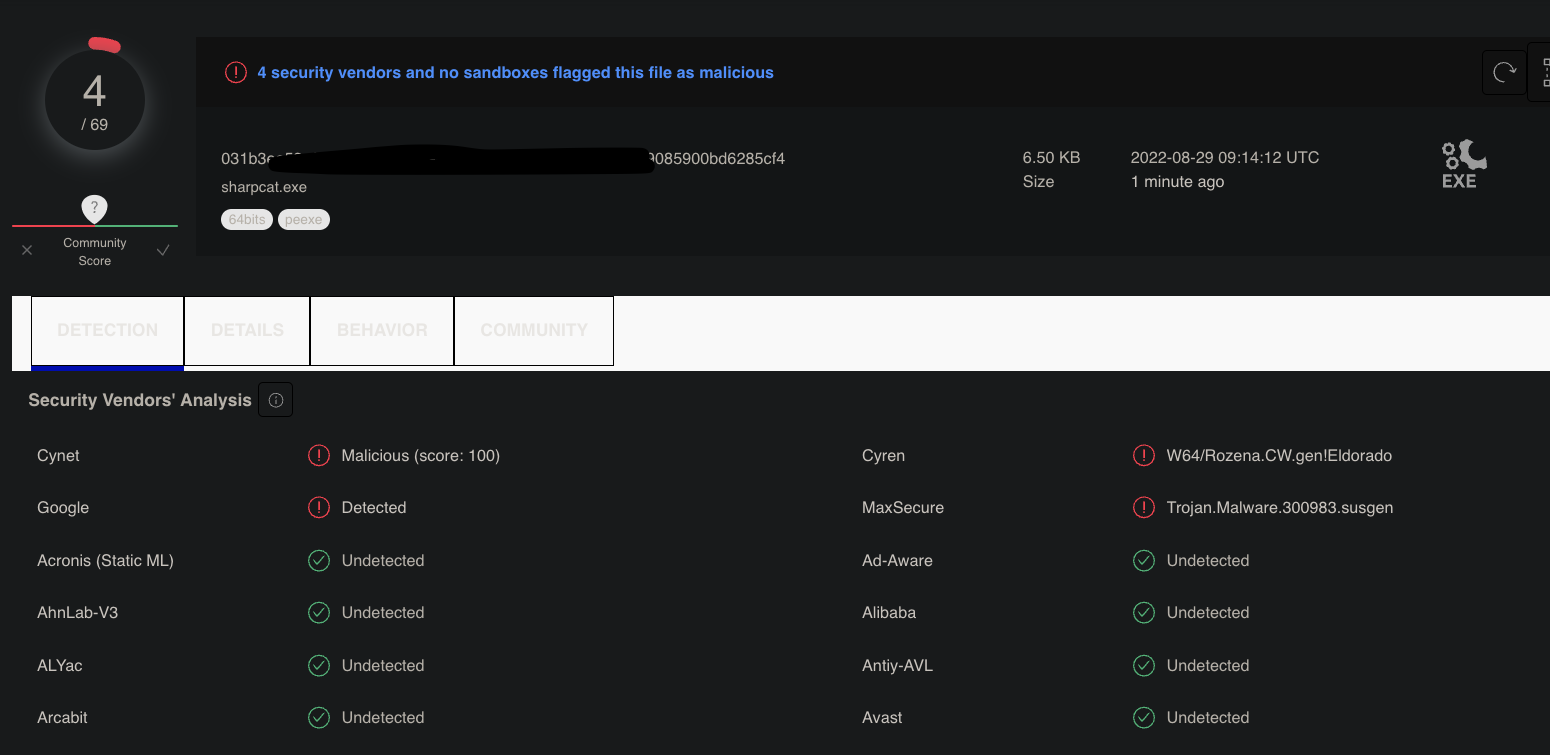 4
/ 69
Community
Score
4 security vendors and no sandboxes flagged this file as malicious
031b3 9085900bd6285cf4
sharpcat.exe
64bits peexe
6.50 KB
Size
2022-08-29 09:14:12 UTC
1 minute ago
EXE
DETECTION DETAILS BEHAVIOR COMMUNITY
Security Vendors' Analysis
Cynet Malicious (score: 100) Cyren W64/Rozena.CW.gen!Eldorado
Google Detected MaxSecure Trojan.Malware.300983.susgen
Acronis (Static ML) Undetected Ad-Aware Undetected
AhnLab-V3 Undetected Alibaba Undetected
ALYac Undetected Antiy-AVL Undetected
Arcabit Undetected Avast Undetected